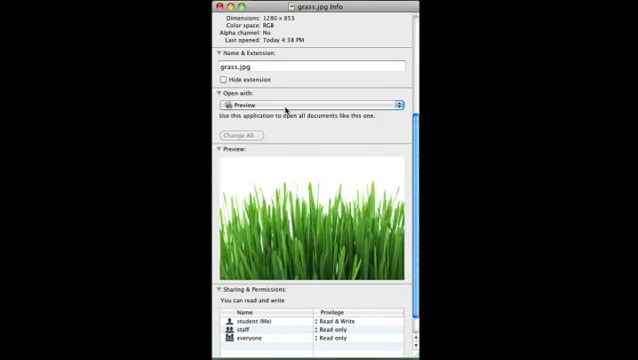 grass.jpg Info
Dimensions: 1280 × 853
Color space: RGB
Alpha channel: No
Last opened: Today 4:38 PM
Name & Extension:
grass.jpg
Hide extension
Open with:
Preview
Use this application to open all documents like this one.
Change All...
Preview:
Sharing & Permissions:
You can read and write
Name Privilege
student (Me) Read & Write
staff Read only
everyone Read only